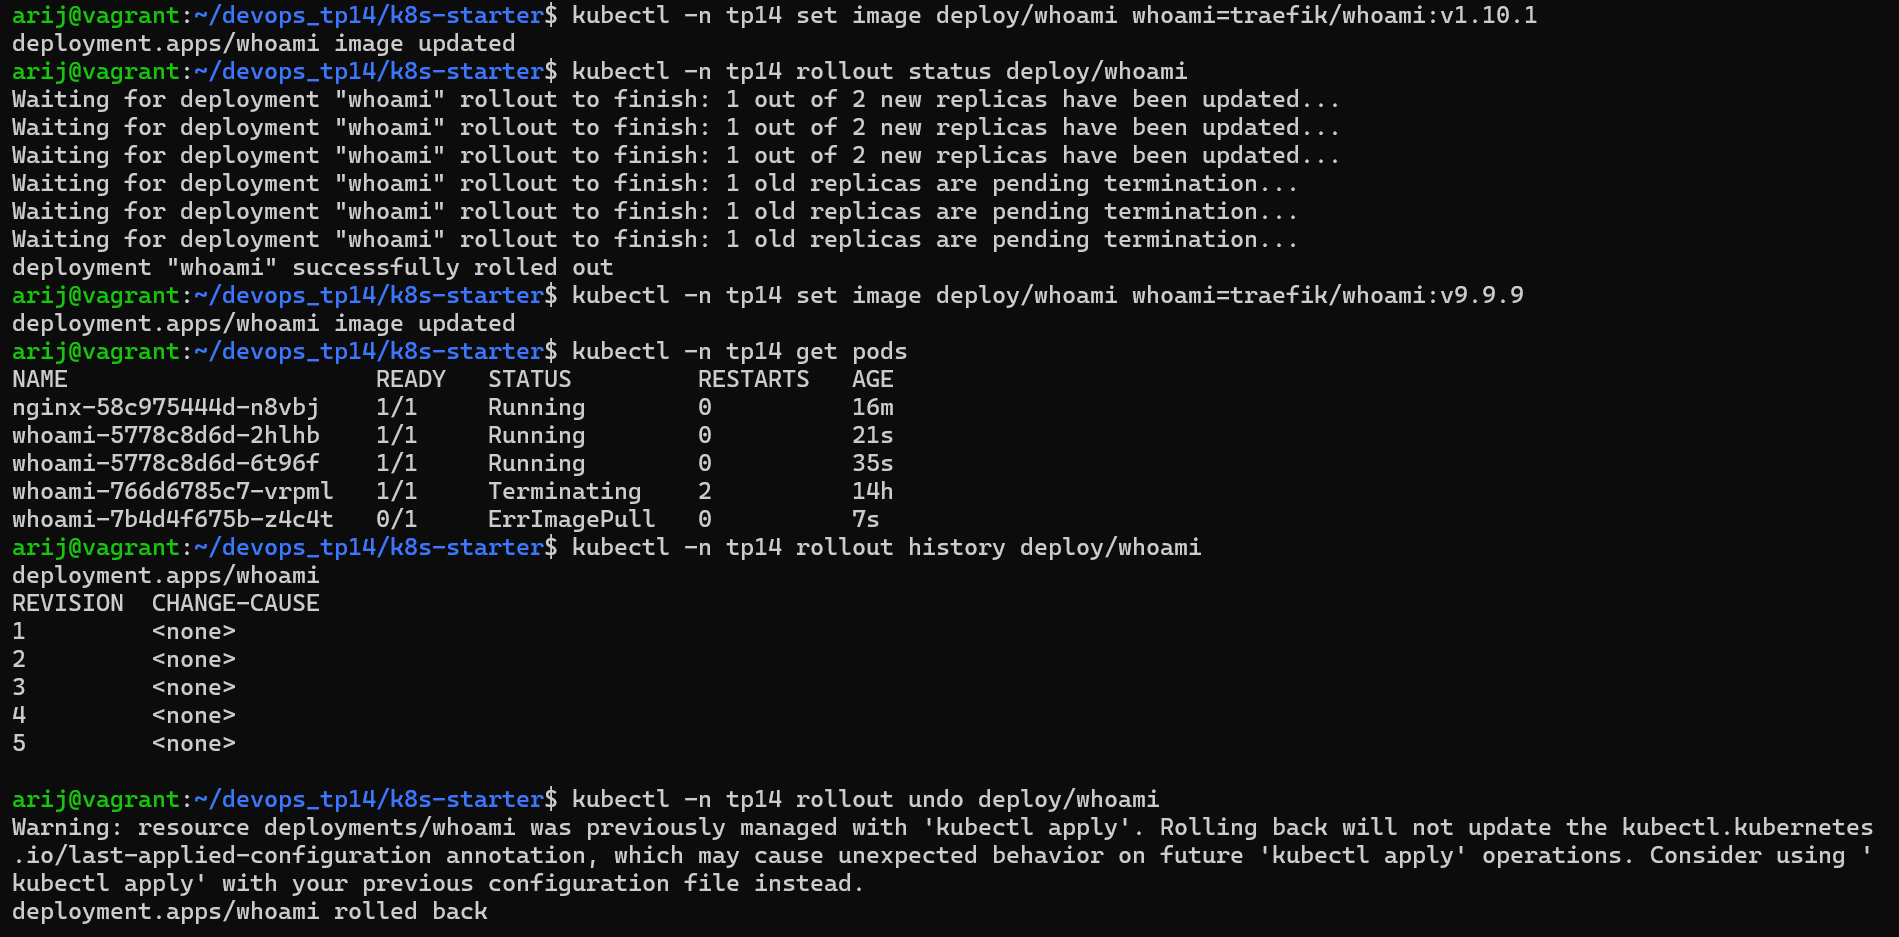 arij@vagrant:~/devops_tp14/k8s-starter$ kubectl -n tp14 set image deploy/whoami whoami=traefik/whoami:v1.10.1
deployment.apps/whoami image updated
arij@vagrant:~/devops_tp14/k8s-starter$ kubectl -n tp14 rollout status deploy/whoami
Waiting for deployment "whoami" rollout to finish: 1 out of 2 new replicas have been updated...
Waiting for deployment "whoami" rollout to finish: 1 out of 2 new replicas have been updated...
Waiting for deployment "whoami" rollout to finish: 1 out of 2 new replicas have been updated...
Waiting for deployment "whoami" rollout to finish: 1 old replicas are pending termination...
Waiting for deployment "whoami" rollout to finish: 1 old replicas are pending termination...
Waiting for deployment "whoami" rollout to finish: 1 old replicas are pending termination...
deployment "whoami" successfully rolled out
arij@vagrant:~/devops_tp14/k8s-starter$ kubectl -n tp14 set image deploy/whoami whoami=traefik/whoami:v9.9.9
deployment.apps/whoami image updated
arij@vagrant:~/devops_tp14/k8s-starter$ kubectl -n tp14 get pods
NAME                      READY   STATUS         RESTARTS   AGE
nginx-58c975444d-n8vbj    1/1     Running        0          16m
whoami-5778c8d6d-2hlhb    1/1     Running        0          21s
whoami-5778c8d6d-6t96f    1/1     Running        0          35s
whoami-766d6785c7-vrpml   1/1     Terminating    2          14h
whoami-7b4d4f675b-z4c4t   0/1     ErrImagePull   0          7s
arij@vagrant:~/devops_tp14/k8s-starter$ kubectl -n tp14 rollout history deploy/whoami
deployment.apps/whoami
REVISION  CHANGE-CAUSE
1         <none>
2         <none>
3         <none>
4         <none>
5         <none>
arij@vagrant:~/devops_tp14/k8s-starter$ kubectl -n tp14 rollout undo deploy/whoami
Warning: resource deployments/whoami was previously managed with 'kubectl apply'. Rolling back will not update the kubectl.kubernetes
.io/last-applied-configuration annotation, which may cause unexpected behavior on future 'kubectl apply' operations. Consider using '
kubectl apply' with your previous configuration file instead.
deployment.apps/whoami rolled back